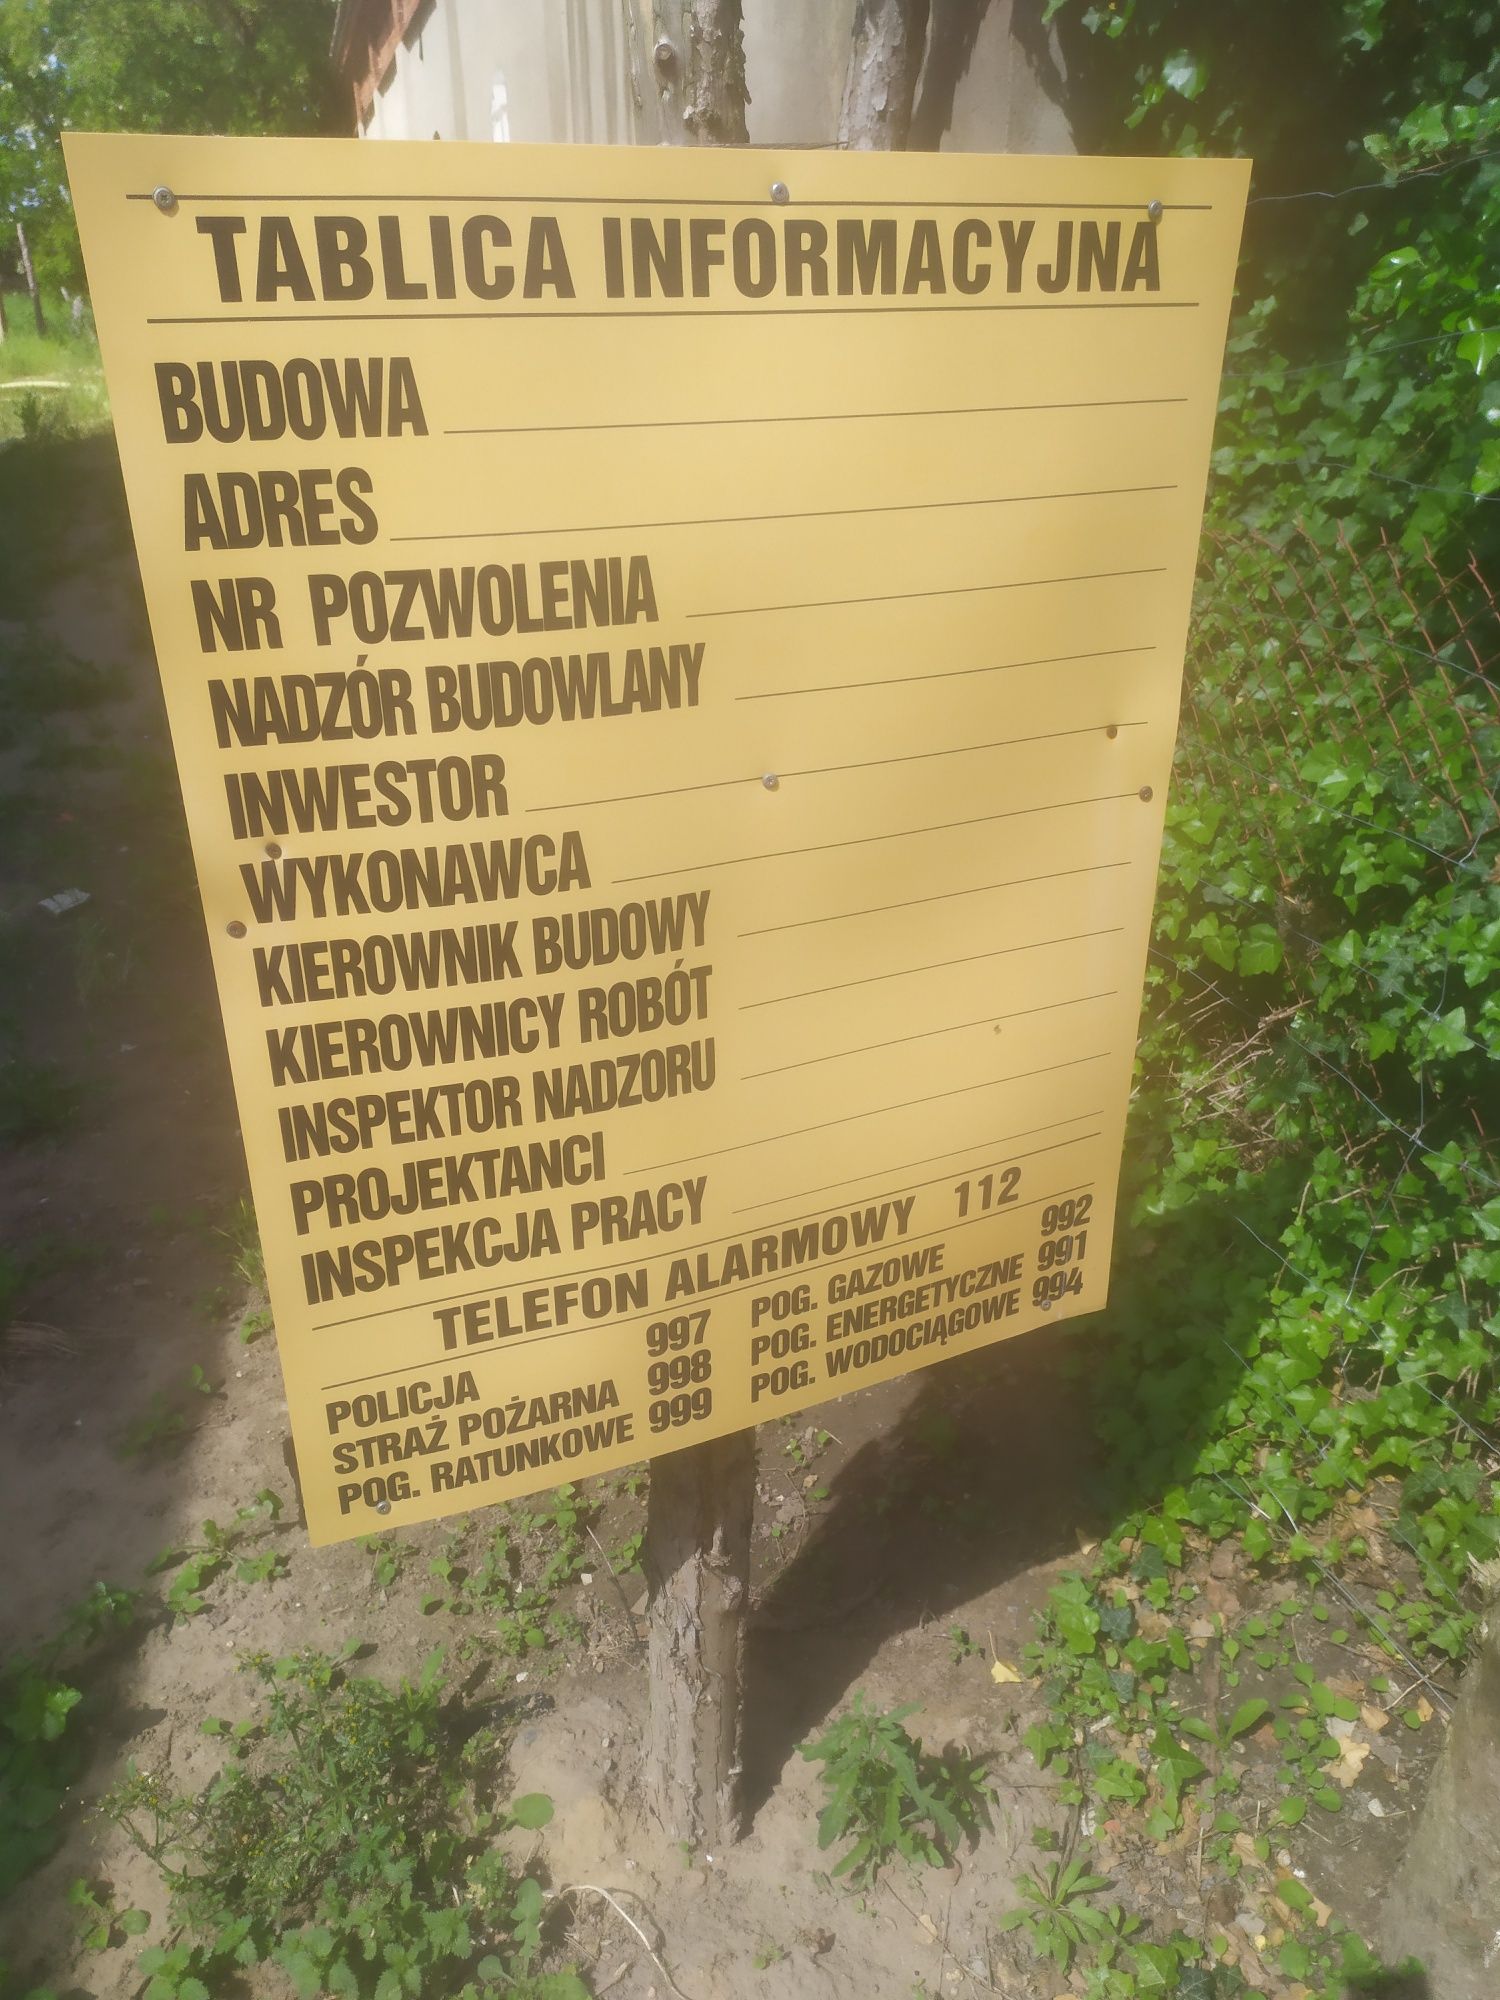 TABLICA INFORMACYJNA
BUDOWA
ADRES
NR POZWOLENIA
NADZÓR BUDOWLANY
INWESTOR
WYKONAWCA
KIEROWNIK BUDOWY
KIEROWNICY ROBÓT
INSPEKTOR NADZORU
PROJEKTANCI
INSPEKCJA PRACY
TELEFON ALARMOWY 112
POLICJA 997 POG. GAZOWE 992
STRAŻ POŻARNA 998 POG. ENERGETYCZNE 991
POG. RATUNKOWE 999 POG. WODOCIĄGOWE 994